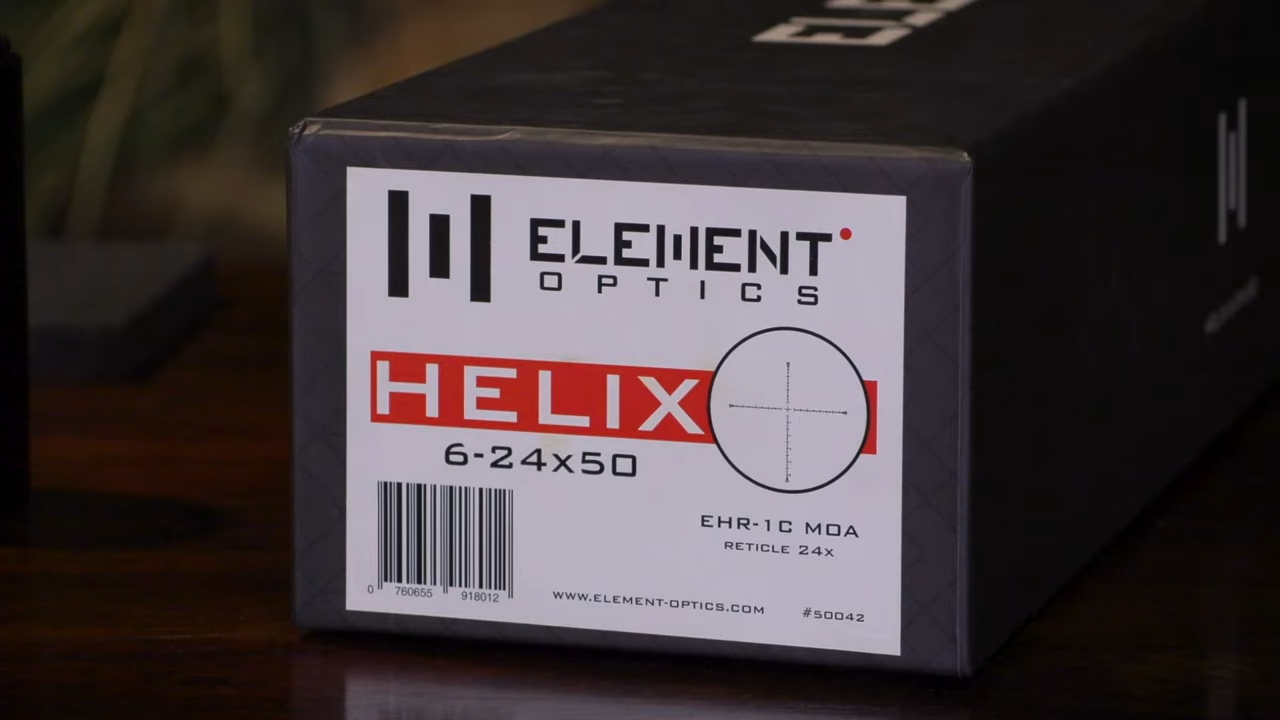 ELEMENT
OPTICS
HELIX
6-24x50
EHR-1C MOA
RETICLE 24X
0 760655 918012
WWW.ELEMENT-OPTICS.COM
#50042